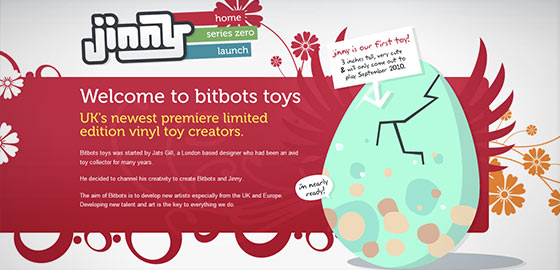 jinny
home
series zero
launch
jinny is our first toy!
3 inches tall, very cute
& will only come out to
play September 2010.
Welcome to bitbots toys
UK's newest premiere limited
edition vinyl toy creators.
Bitbots toys was started by Jats Gill, a London based designer who had been an avid
toy collector for many years.
He decided to channel his creativity to create Bitbots and Jinny.
The aim of Bitbots is to develop new artists especially from the UK and Europe.
Developing new talent and art is the key to everything we do.
i'm nearly
ready!